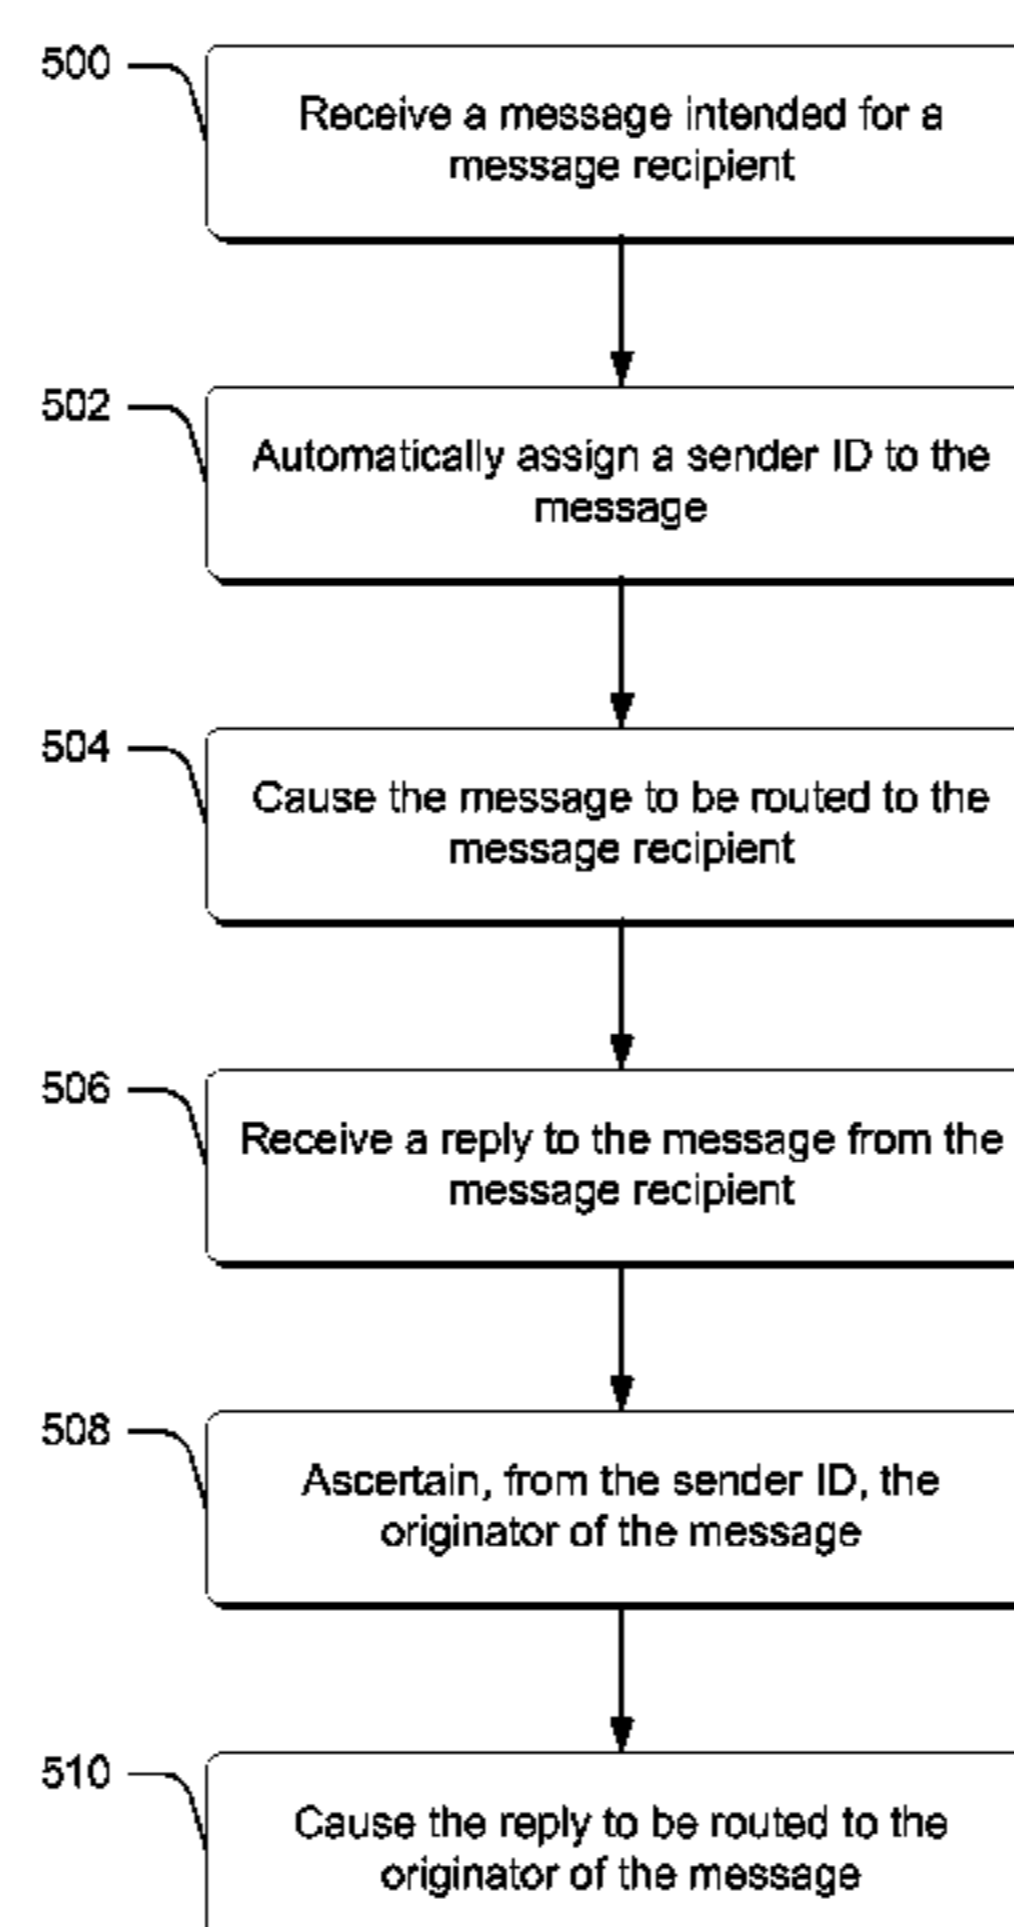 500
Receive a message intended for a
message recipient
502
Automatically assign a sender ID to the
message
504
Cause the message to be routed to the
message recipient
506
Receive a reply to the message from the
message recipient
508
Ascertain, from the sender ID, the
originator of the message
510
Cause the reply to be routed to the
originator of the message